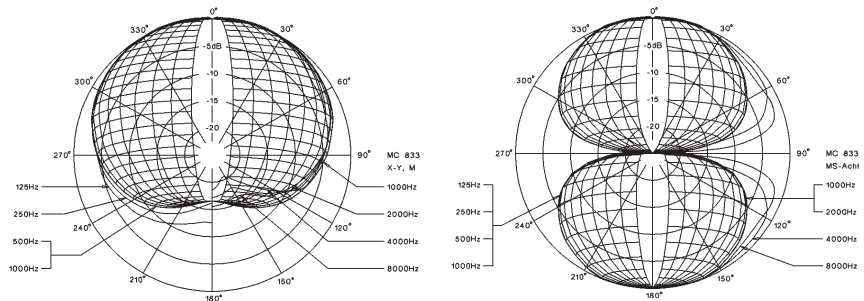 0°
330°
30°
-5dB
300°
-10
60°
-15
-20
270°
90°
MC 833
X-Y, M
125Hz
1000Hz
250Hz
2000Hz
500Hz
240°
120°
4000Hz
1000Hz
8000Hz
210°
150°
180°
0°
330°
30°
-5dB
300°
-10
60°
-15
-20
270°
90°
MC 833
MS-Acht
125Hz
1000Hz
250Hz
2000Hz
500Hz
240°
120°
4000Hz
1000Hz
8000Hz
210°
150°
180°